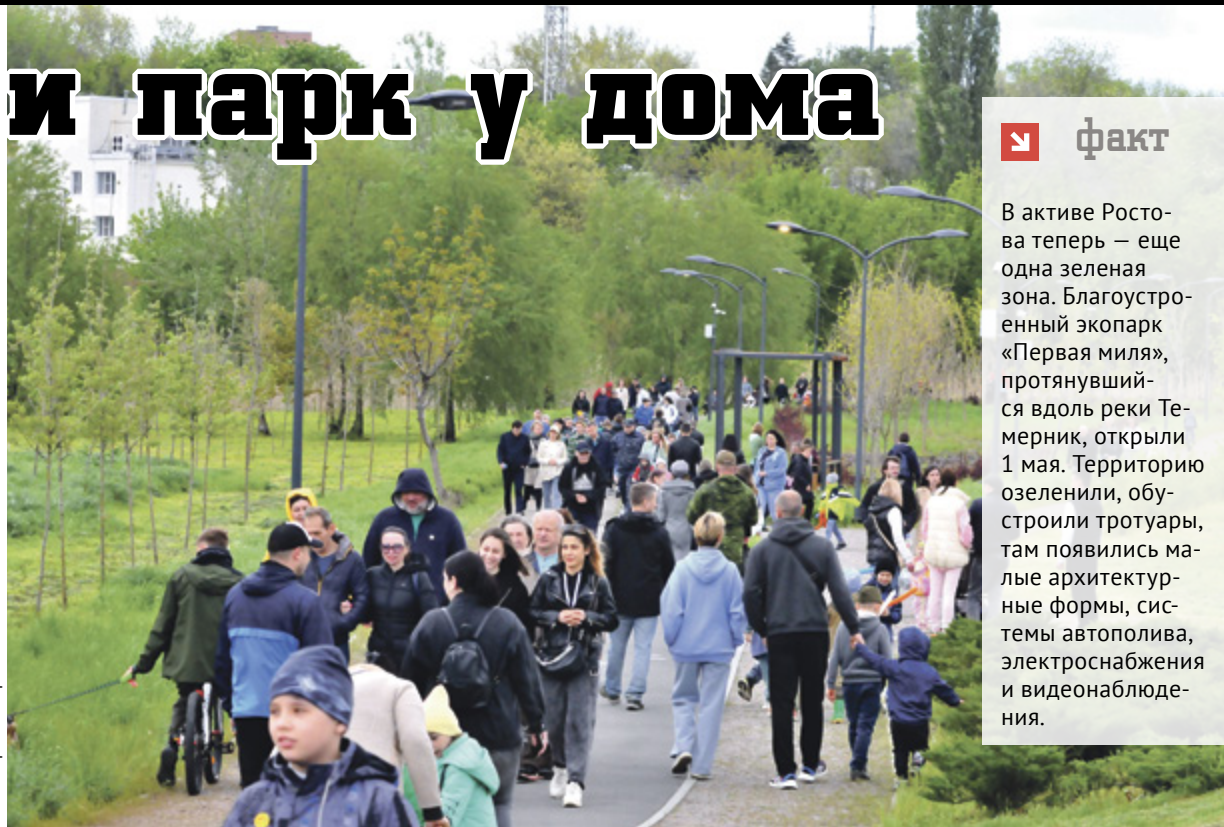 и парк у дома
факт
В активе Росто-
ва теперь — еще
одна зеленая
зона. Благоустро-
енный экопарк
«Первая миля»,
протянувший-
ся вдоль реки Те-
мерник, открыли
1 мая. Территорию
озеленили, обу-
строили тротуары,
там появились ма-
лые архитектур-
ные формы, сис-
темы автополива,
электроснабжения
и видеонаблюде-
ния.